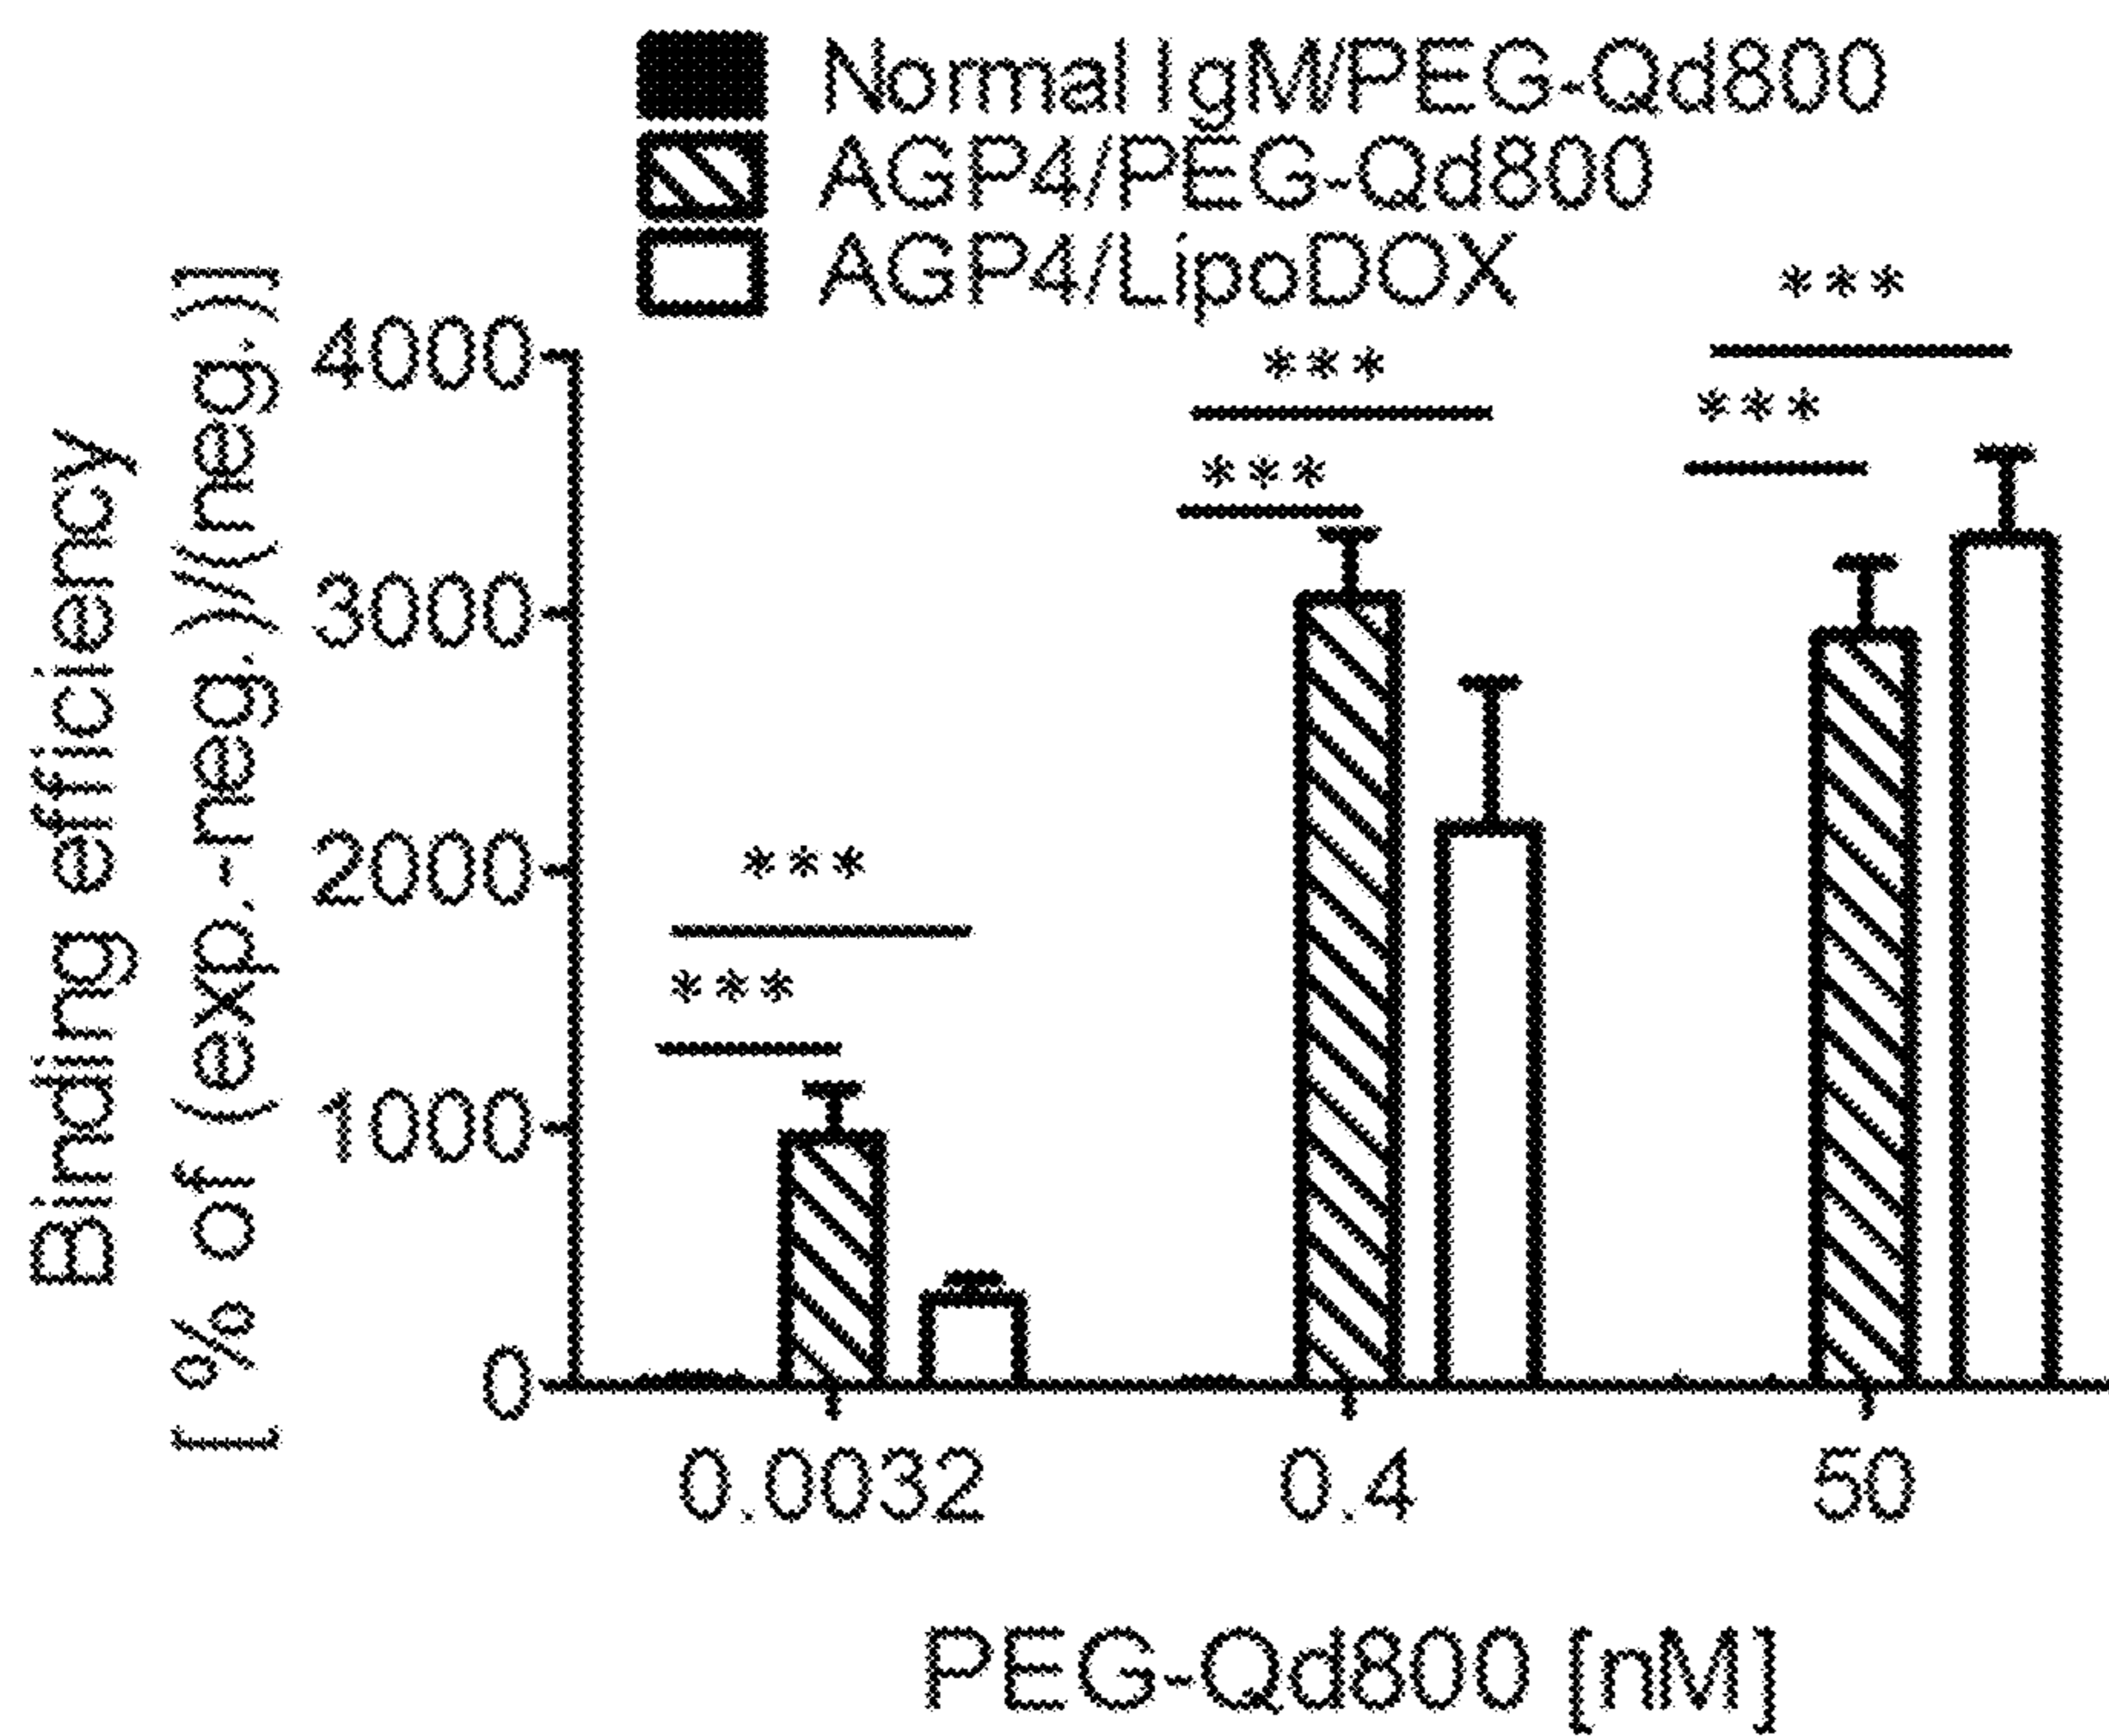 Normal IgM/PEG-Qd800
AGP4/PEG-Qd800
AGP4/LipoDOX
Binding efficiency
[ % of (exp.-neg.)/(neg.)]
4000
3000
2000
1000
0
***
***
***
***
***
***
0.0032
0.4
50
PEG-Qd800 [nM]